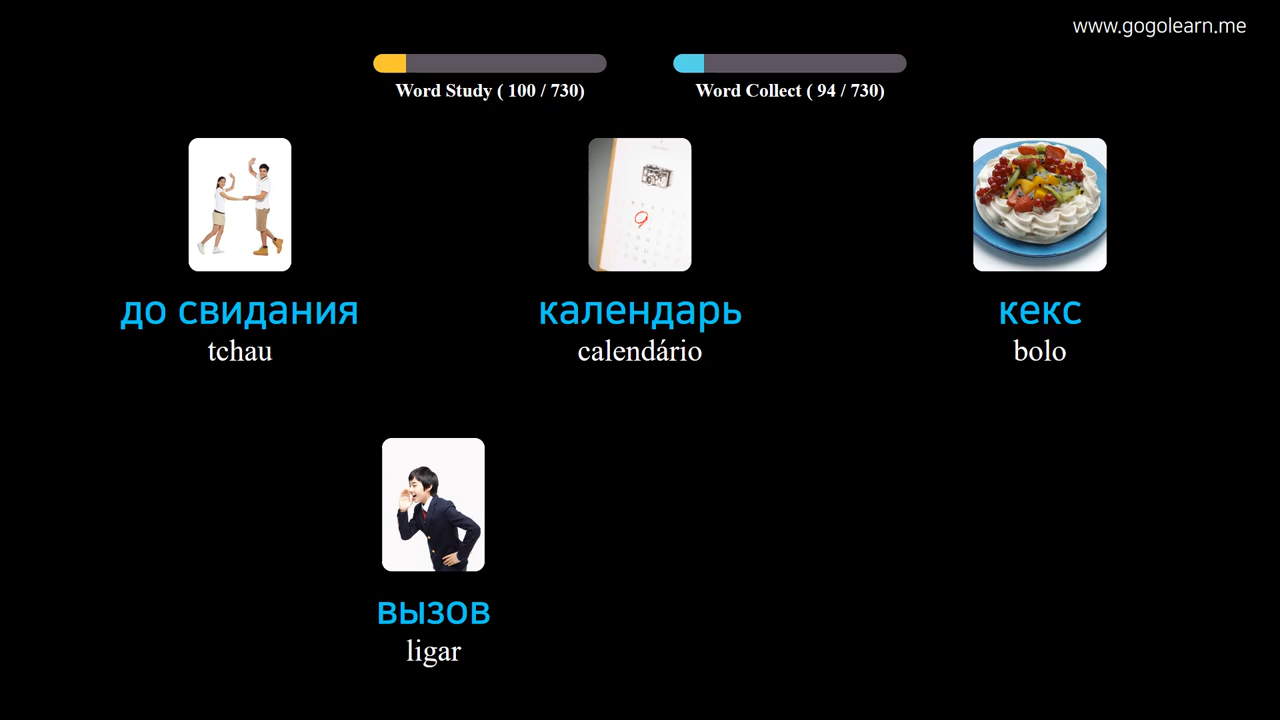 www.gogolearn.me
Word Study ( 100 / 730)
Word Collect ( 94 / 730)
до свидания
tchau
календарь
calendário
кекс
bolo
вызов
ligar